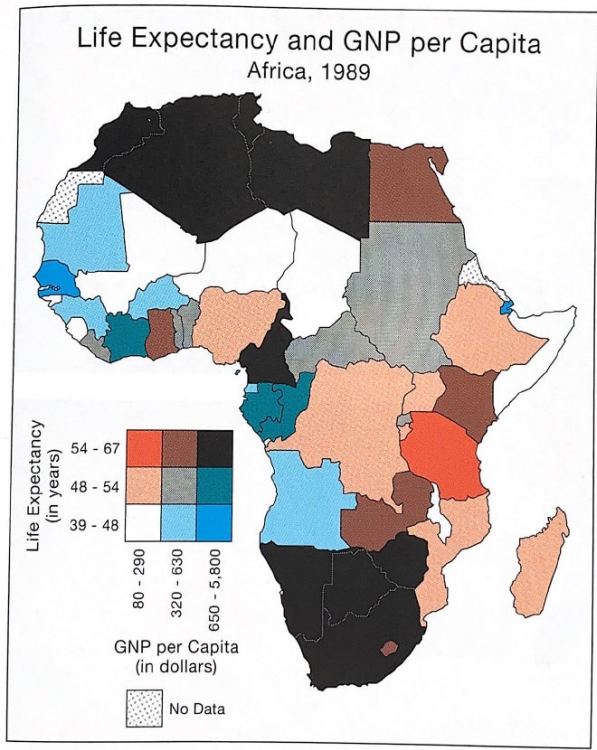 Life Expectancy and GNP per Capita
Africa, 1989
Life Expectancy
(in years)
54 - 67
48 - 54
39 - 48
80 - 290
320 - 630
650 - 5,800
GNP per Capita
(in dollars)
No Data